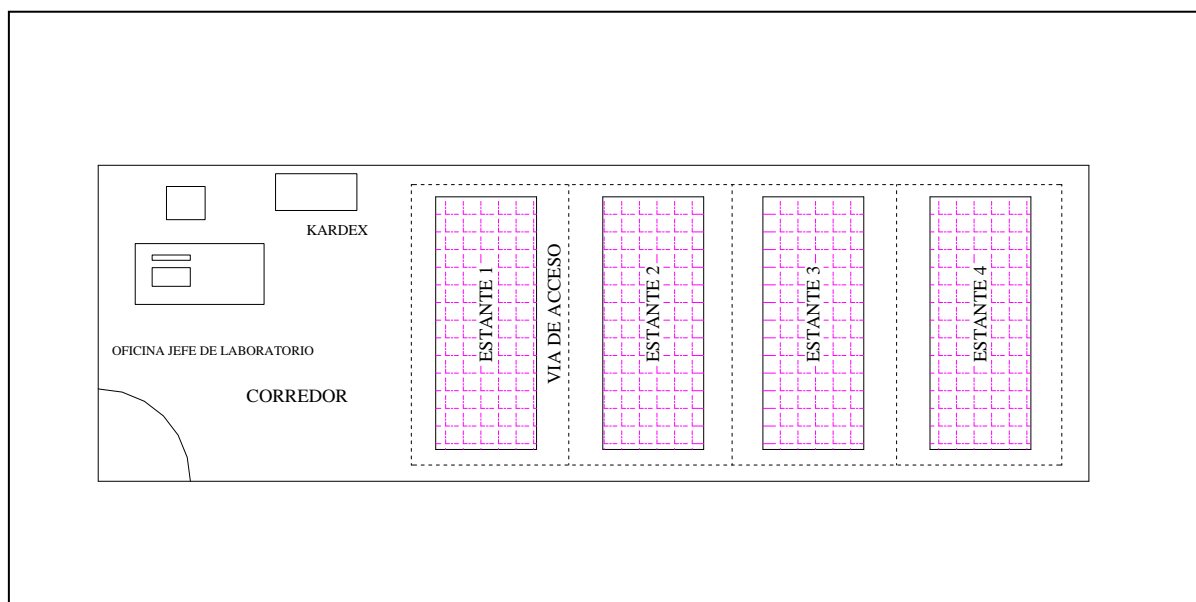 KARDEX
OFICINA JEFE DE LABORATORIO
CORREDOR
ESTANTE 1
VIA DE ACCESO
ESTANTE 2
ESTANTE 3
ESTANTE 4